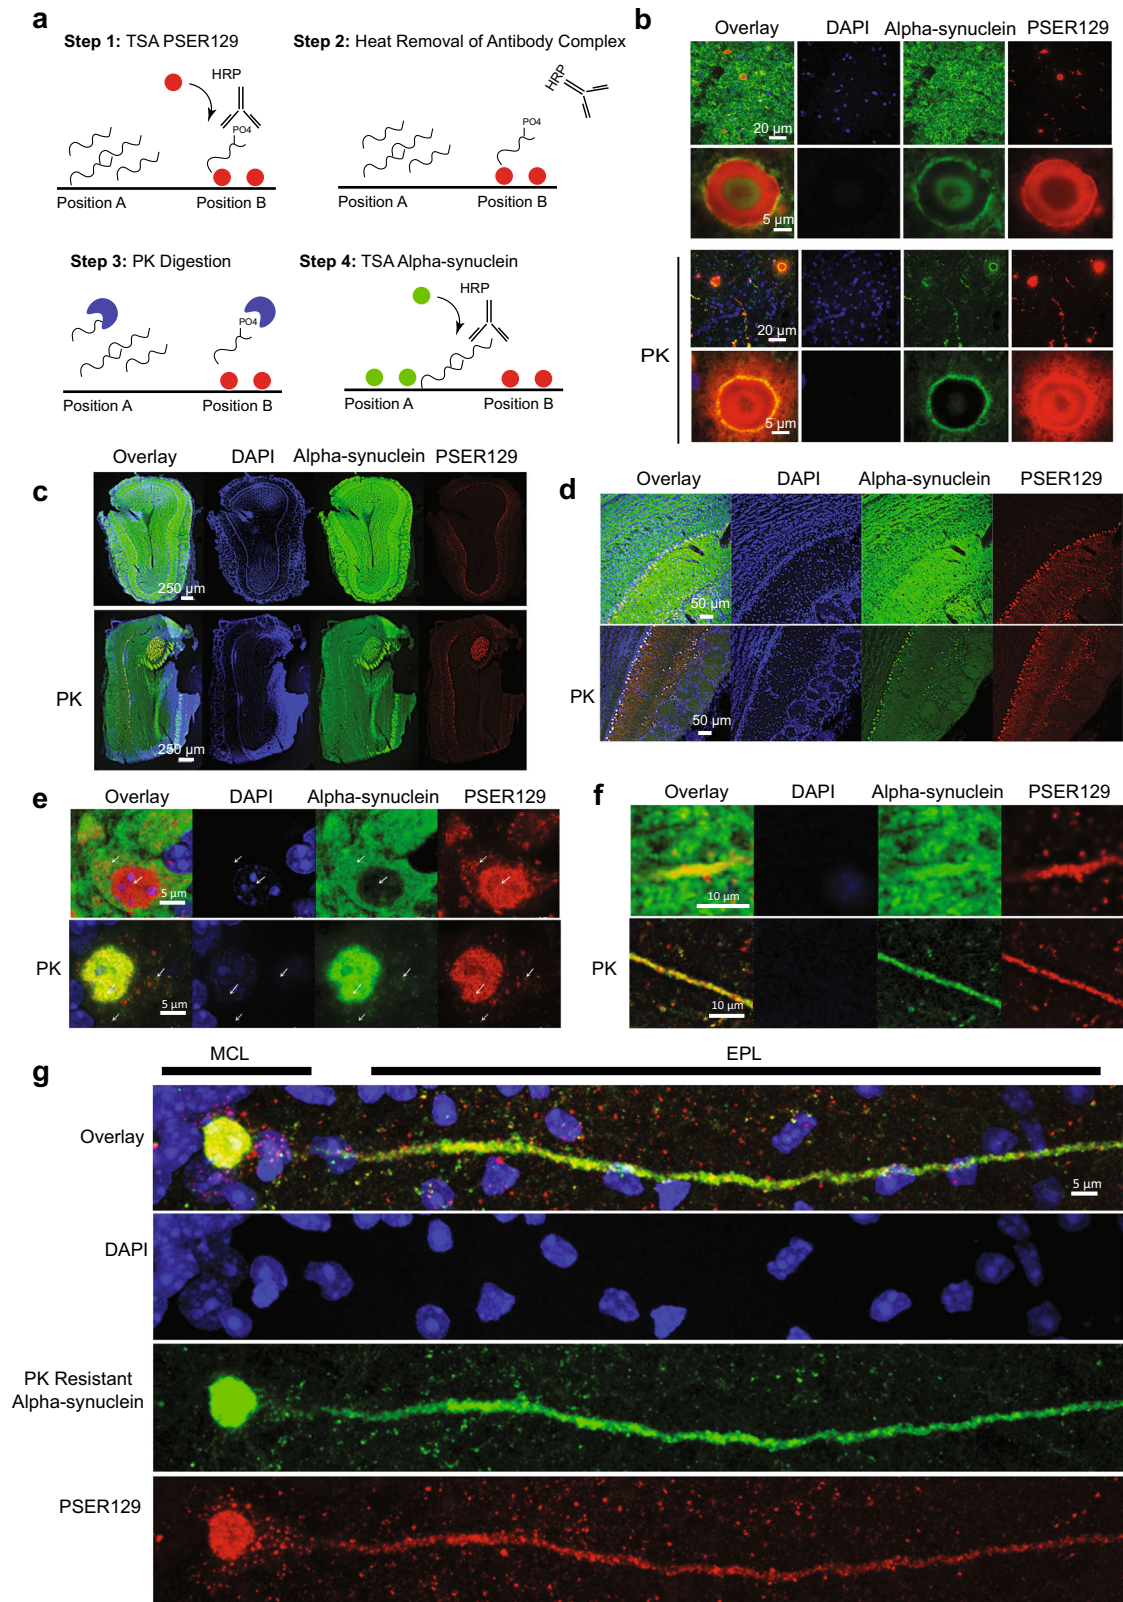 a
Step 1: TSA PSER129
Step 2: Heat Removal of Antibody Complex
HRP
PO4
Position A
Position B
HRP
PO4
Position A
Position B
Step 3: PK Digestion
Step 4: TSA Alpha-synuclein
PO4
Position A
Position B
HRP
Position A
Position B
b
Overlay
DAPI
Alpha-synuclein
PSER129
20 µm
5 µm
PK
20 µm
5 µm
c
Overlay
DAPI
Alpha-synuclein
PSER129
250 µm
PK
250 µm
d
Overlay
DAPI
Alpha-synuclein
PSER129
50 µm
PK
50 µm
e
Overlay
DAPI
Alpha-synuclein
PSER129
5 µm
PK
5 µm
f
Overlay
DAPI
Alpha-synuclein
PSER129
10 µm
PK
10 µm
g
MCL
EPL
Overlay
5 µm
DAPI
PK Resistant
Alpha-synuclein
PSER129